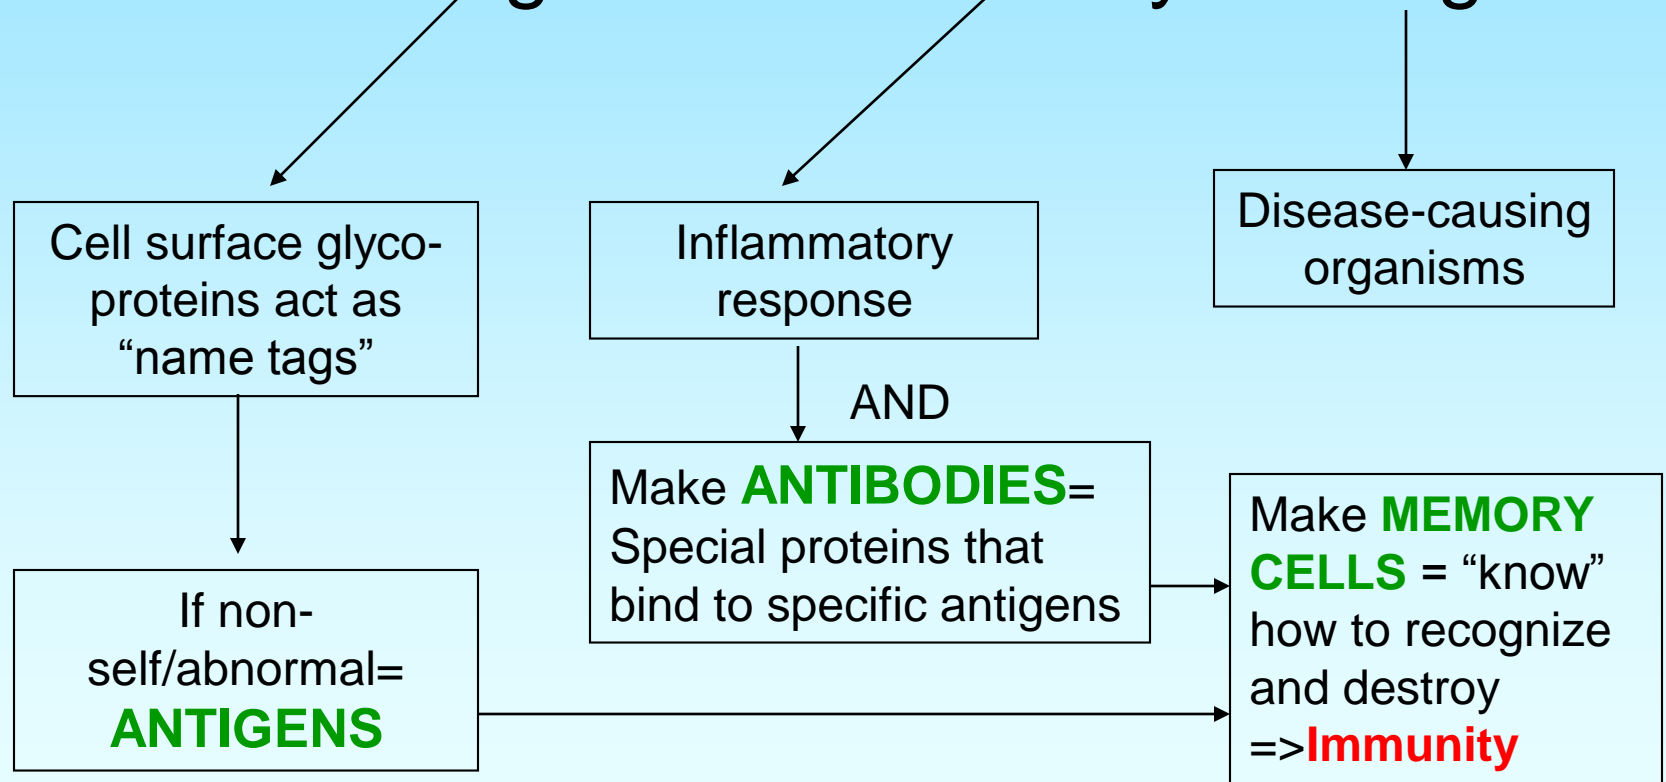 Cell surface glyco-
proteins act as
“name tags”
Inflammatory
response
Disease-causing
organisms
AND
Make ANTIBODIES=
Special proteins that
bind to specific antigens
If non-
self/abnormal=
ANTIGENS
Make MEMORY
CELLS = “know”
how to recognize
and destroy
=>Immunity